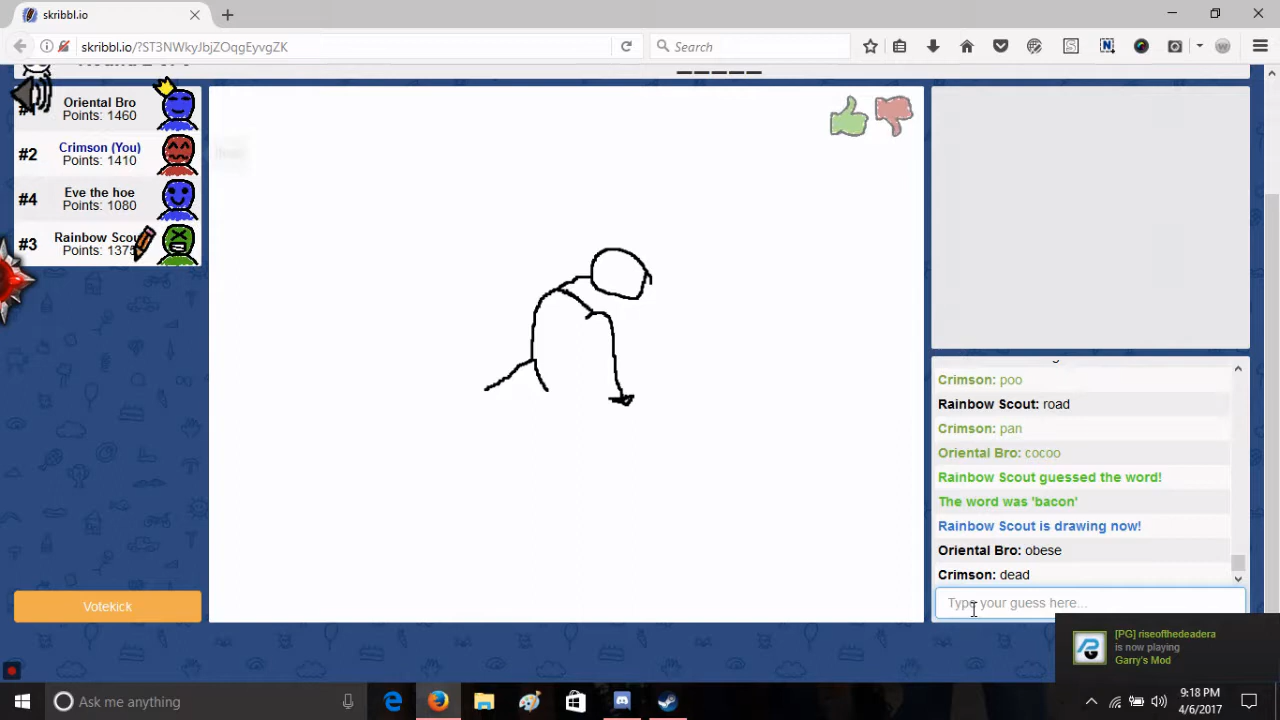 skribbl.io
skribbl.io/?ST3NWkyJbjZOqgEyvgZK
Search
Oriental Bro
Points: 1460
#2
Crimson (You)
Points: 1410
#4
Eve the hoe
Points: 1080
#3
Rainbow Scou
Points: 1375
Votekick
Crimson: poo
Rainbow Scout: road
Crimson: pan
Oriental Bro: cocoo
Rainbow Scout guessed the word!
The word was 'bacon'
Rainbow Scout is drawing now!
Oriental Bro: obese
Crimson: dead
Type your guess here...
[PG] riseofthedeadera
is now playing
Garry's Mod
Ask me anything
9:18 PM
4/6/2017